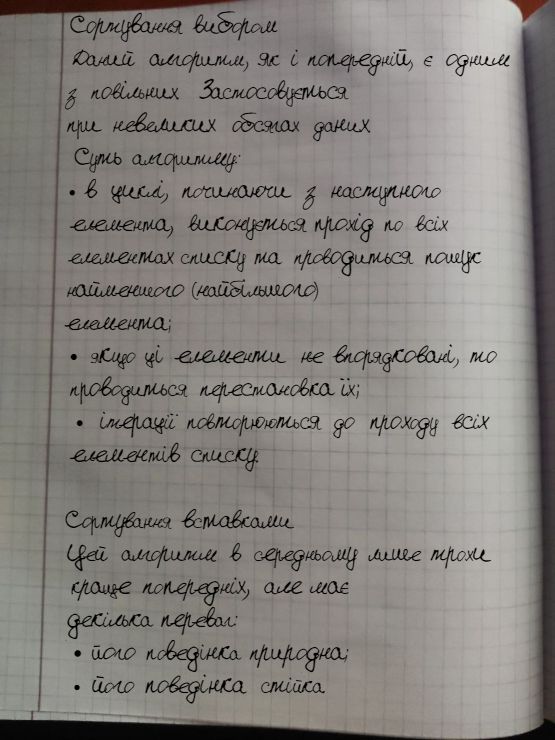 Сортування вибором
Даний алгоритм, як і попередній, є одним
з повільних Застосовується
при невеликих обсягах даних
Суть алгоритму:
• в циклі, починаючи з наступного
елемента, виконується прохід по всіх
елементах списку та проводиться пошук
найменшого (найбільшого)
елемента;
• якщо ці елементи не впорядковані, то
проводиться перестановка їх;
• ітерації повторюються до проходу всіх
елементів списку.
Сортування вставками
Цей алгоритм в середньому лише трохи
краще попередніх, але має
декілька переваг:
• його поведінка природна;
• його поведінка стійка